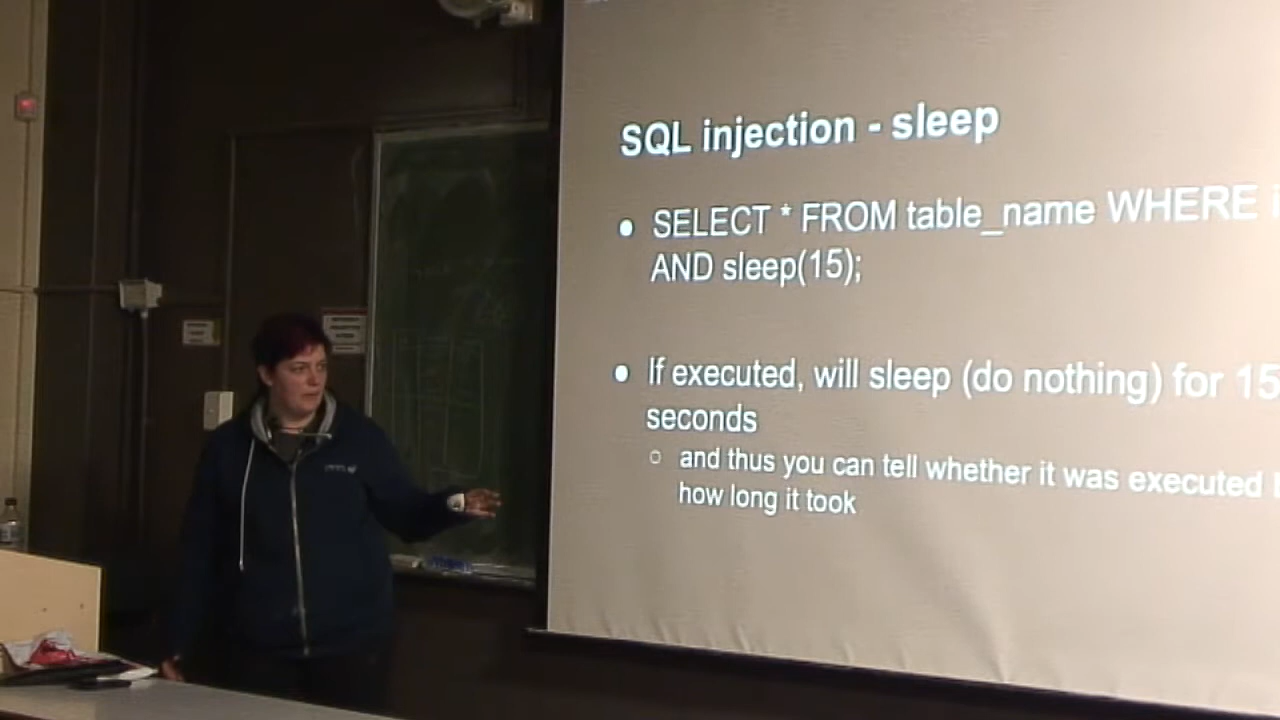 SQL injection - sleep
SELECT * FROM table_name WHERE i
AND sleep(15);
If executed, will sleep (do nothing) for 15
seconds
and thus you can tell whether it was executed
how long it took